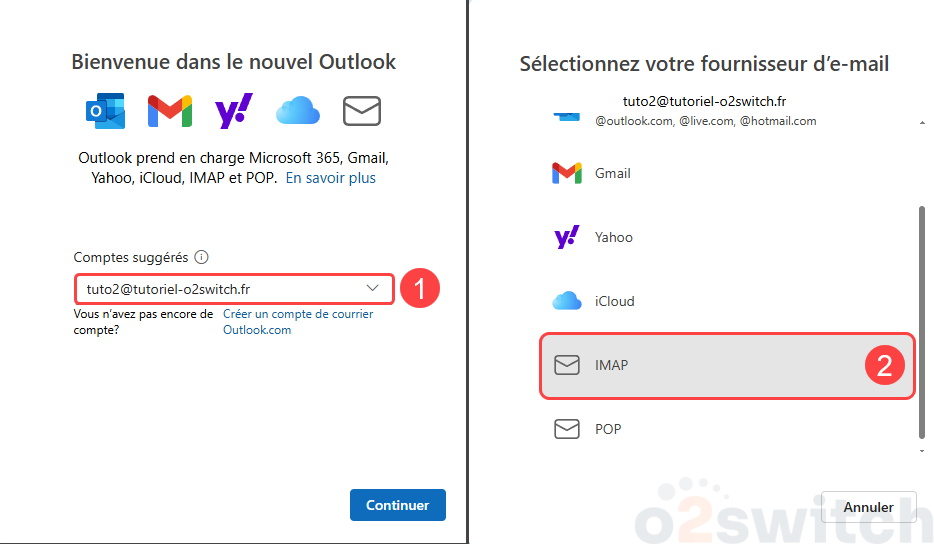 Bienvenue dans le nouvel Outlook
Outlook prend en charge Microsoft 365, Gmail,
Yahoo, iCloud, IMAP et POP. En savoir plus
Comptes suggérés
tuto2@tutoriel-o2switch.fr
1
Vous n’avez pas encore de compte?
Créer un compte de courrier Outlook.com
Continuer
Sélectionnez votre fournisseur d’e-mail
tuto2@tutoriel-o2switch.fr
@outlook.com, @live.com, @hotmail.com
Gmail
Yahoo
iCloud
IMAP
2
POP
Annuler
o2switch